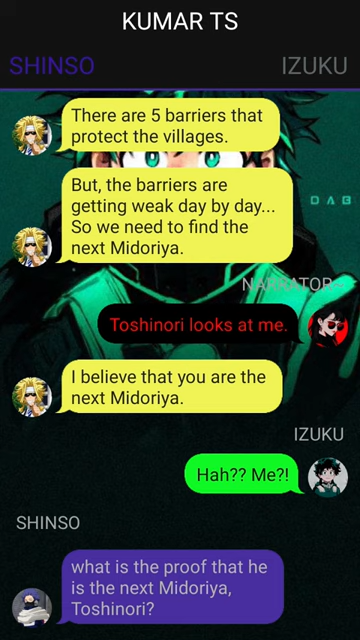 KUMAR TS
SHINSO
IZUKU
There are 5 barriers that
protect the villages.
But, the barriers are
getting weak day by day...
So we need to find the
next Midoriya.
DAB
NARRATOR~
Toshinori looks at me.
I believe that you are the
next Midoriya.
IZUKU
Hah?? Me?!
SHINSO
what is the proof that he
is the next Midoriya,
Toshinori?